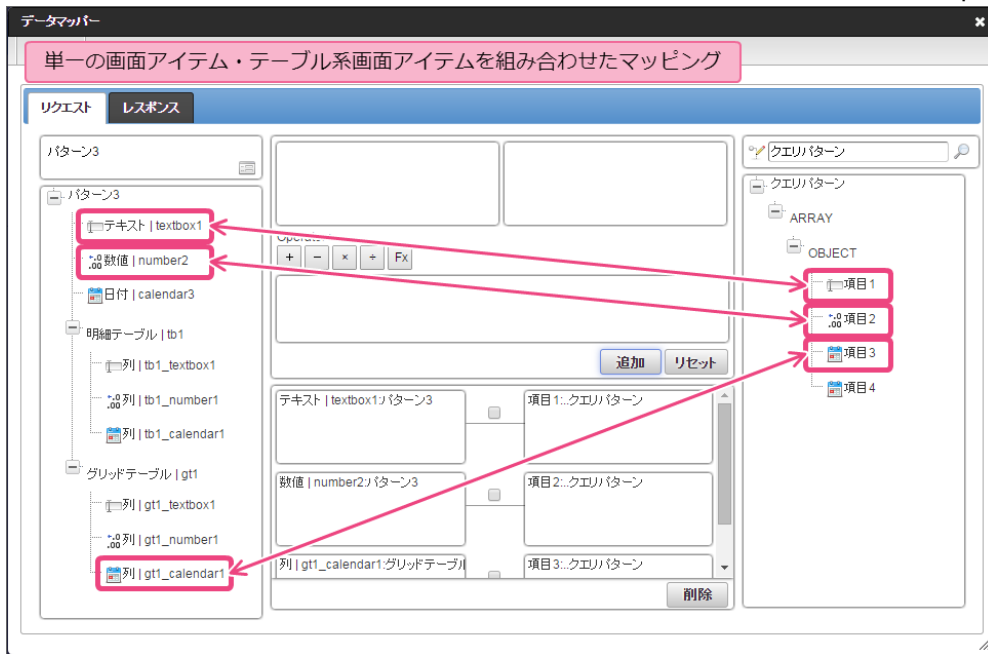 データマッパー
単一の画面アイテム・テーブル系画面アイテムを組み合わせたマッピング
リクエスト
レスポンス
パターン3
パターン3
テキスト | textbox1
数値 | number2
日付 | calendar3
明細テーブル | tb1
列 | tb1_textbox1
列 | tb1_number1
列 | tb1_calendar1
グリッドテーブル | gt1
列 | gt1_textbox1
列 | gt1_number1
列 | gt1_calendar1
+ − × ÷ Fx
追加
リセット
テキスト | textbox1:パターン3
項目1:..クエリパターン
数値 | number2:パターン3
項目2:..クエリパターン
列 | gt1_calendar1:グリッドテーブル
項目3:..クエリパターン
削除
クエリパターン
クエリパターン
ARRAY
OBJECT
項目1
項目2
項目3
項目4